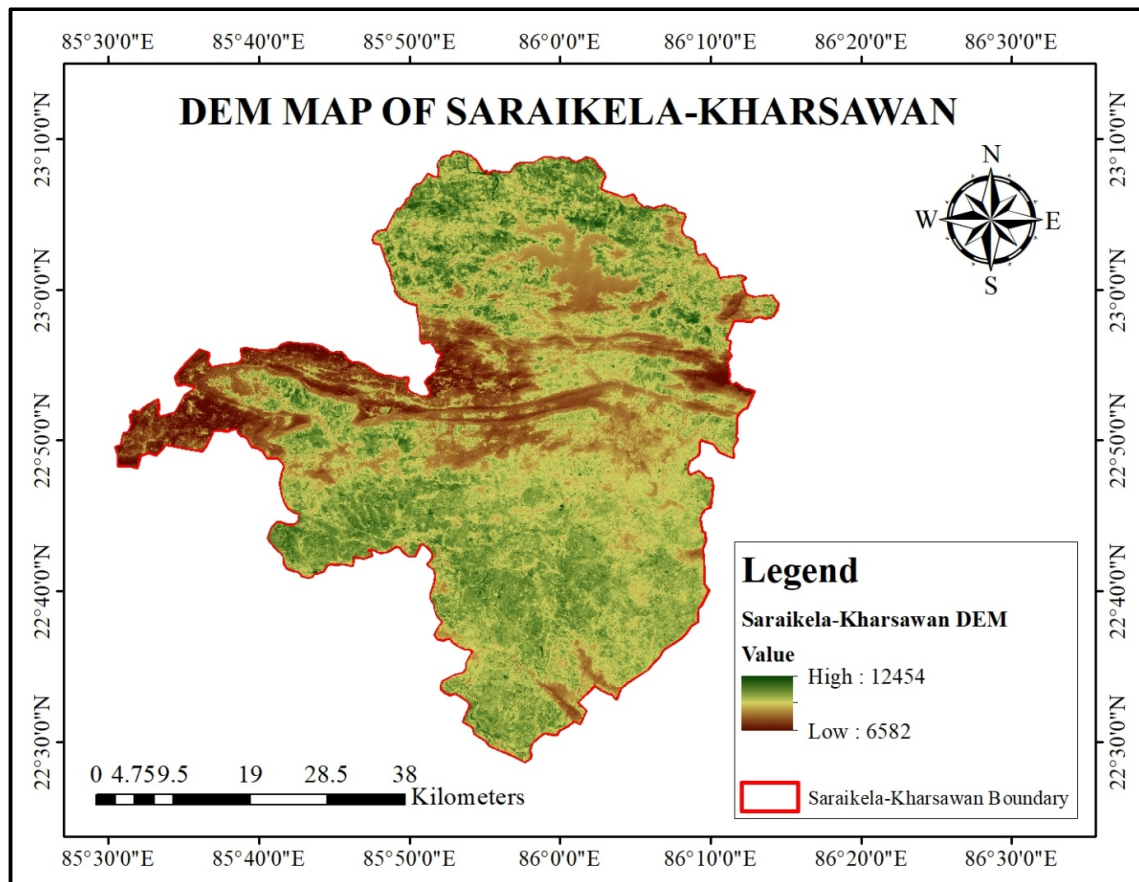 85°30'0"E 85°40'0"E 85°50'0"E 86°0'0"E 86°10'0"E 86°20'0"E 86°30'0"E
DEM MAP OF SARAIKELA-KHARSAWAN
23°10'0"N 23°10'0"N
N
W E
S
23°0'0"N 23°0'0"N
22°50'0"N 22°50'0"N
Legend
22°40'0"N 22°40'0"N
Saraikela-Kharsawan DEM
Value
High : 12454
Low : 6582
22°30'0"N 22°30'0"N
0 4.75 9.5 19 28.5 38
Kilometers
Saraikela-Kharsawan Boundary
85°30'0"E 85°40'0"E 85°50'0"E 86°0'0"E 86°10'0"E 86°20'0"E 86°30'0"E